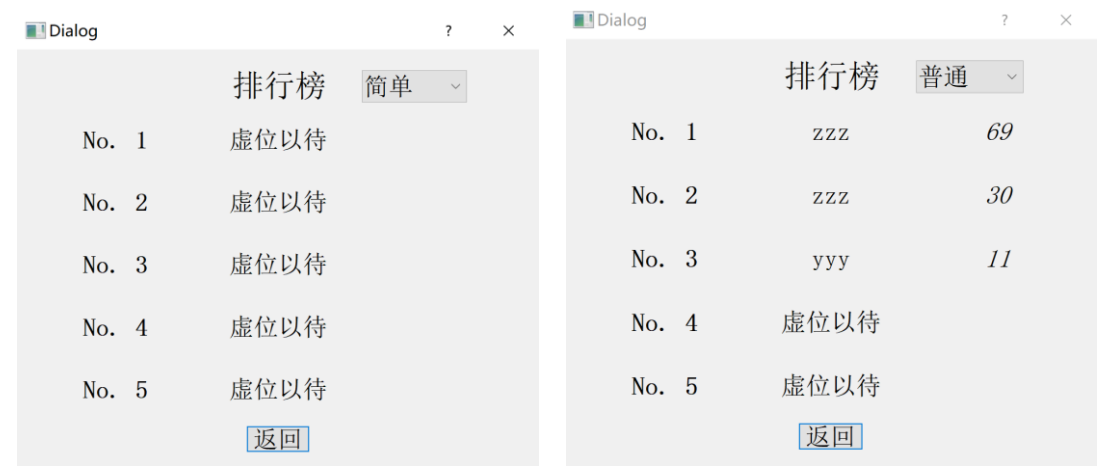 Dialog
排行榜 简单
No. 1 虚位以待
No. 2 虚位以待
No. 3 虚位以待
No. 4 虚位以待
No. 5 虚位以待
返回
Dialog
排行榜 普通
No. 1 zzz 69
No. 2 zzz 30
No. 3 yyy 11
No. 4 虚位以待
No. 5 虚位以待
返回